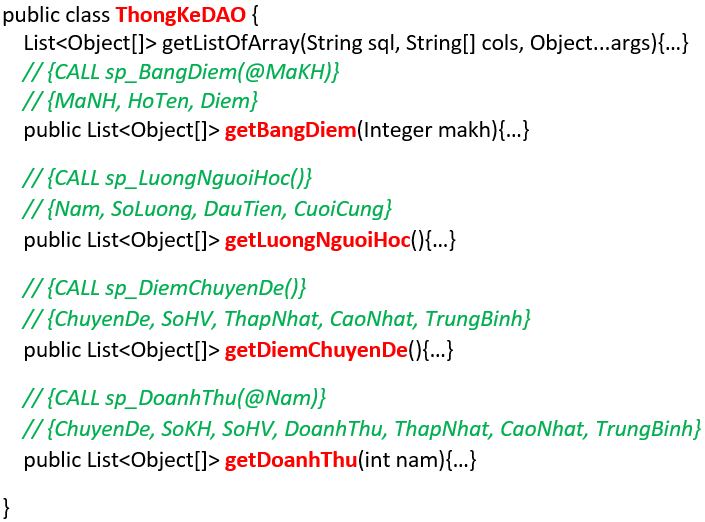 public class ThongKeDAO {
List<Object[]> getListOfArray(String sql, String[] cols, Object...args){…}
// {CALL sp_BangDiem(@MaKH)}
// {MaNH, HoTen, Diem}
public List<Object[]> getBangDiem(Integer makh){…}
// {CALL sp_LuongNguoiHoc()}
// {Nam, SoLuong, DauTien, CuoiCung}
public List<Object[]> getLuongNguoiHoc(){…}
// {CALL sp_DiemChuyenDe()}
// {ChuyenDe, SoHV, ThapNhat, CaoNhat, TrungBinh}
public List<Object[]> getDiemChuyenDe(){…}
// {CALL sp_DoanhThu(@Nam)}
// {ChuyenDe, SoKH, SoHV, DoanhThu, ThapNhat, CaoNhat, TrungBinh}
public List<Object[]> getDoanhThu(int nam){…}
}